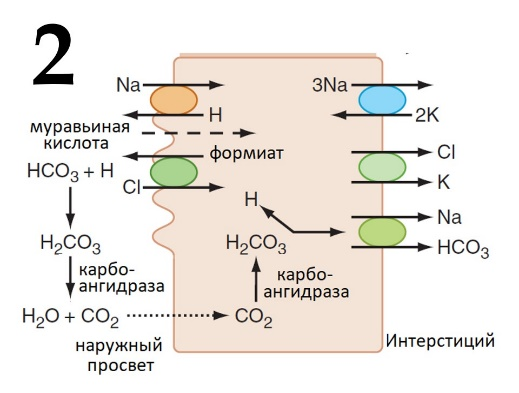 2
Na
H
муравьиная
кислота
формиат
HCO₃ + H
Cl
H₂CO₃
карбо-
ангидраза
H₂O + CO₂
наружный
просвет
H
H₂CO₃
карбо-
ангидраза
CO₂
3Na
2K
Cl
K
Na
HCO₃
Интерстиций